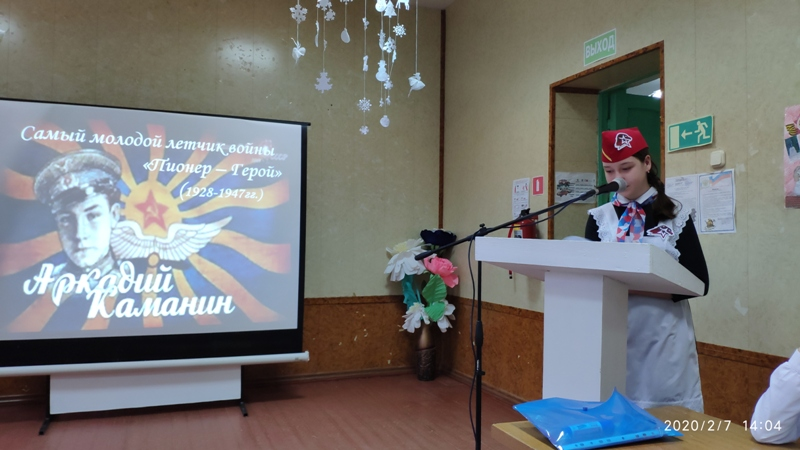 Самый молодой летчик войны
«Пионер – Герой»
(1928-1947гг.)
Аркадий
Каманин
ВЫХОД
2020/2/7 14:04